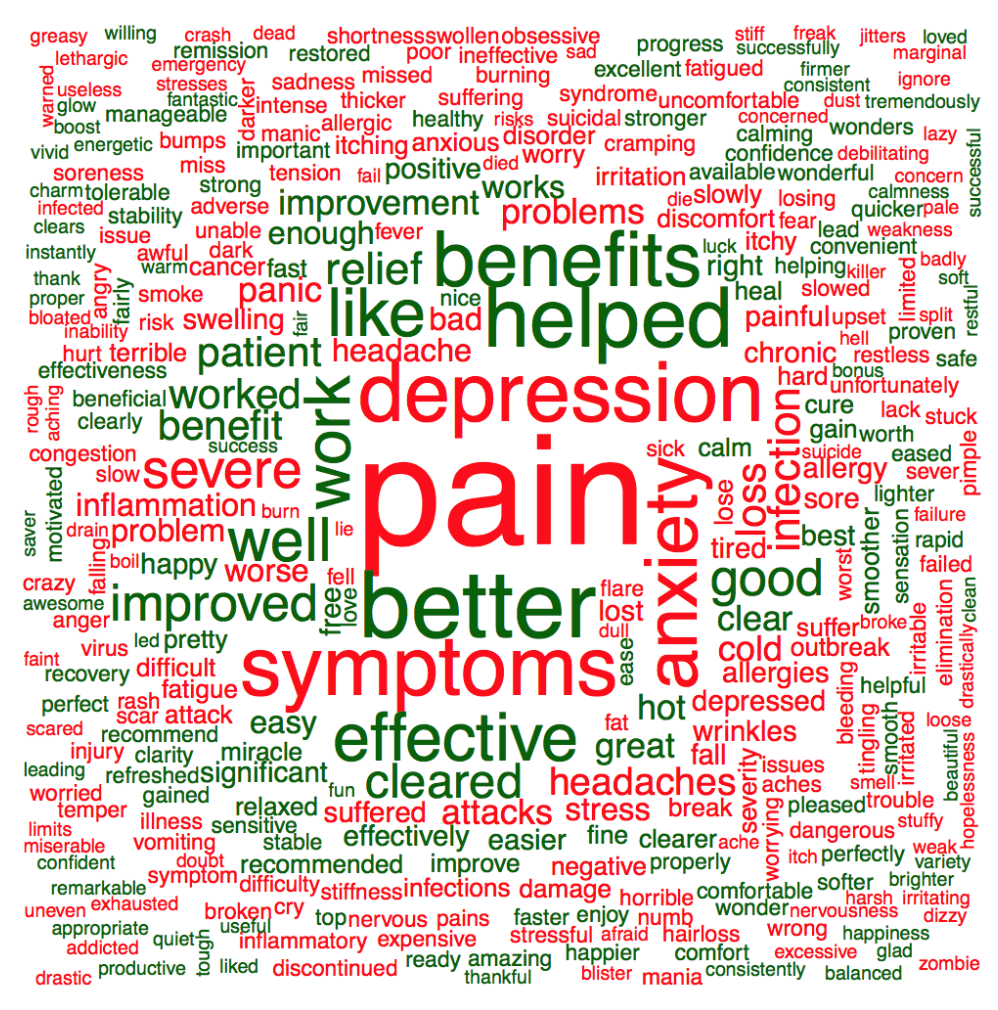 greasy willing crash dead shortness swollen obsessive stiff freak jitters loved
lethargic remission restored poor ineffective sad progress successfully marginal
emergency burning excellent fatigued firmer
warned useless stresses sadness missed syndrome consistent ignore
glow fantastic darker intense thicker suffering uncomfortable dust tremendously
boost manageable allergic healthy risks suicidal stronger concerned
vivid energetic bumps manic itching anxious disorder cramping calming wonders lazy
important died worry confidence debilitating successful
soreness miss tension fail positive irritation available wonderful concern
charm tolerable strong works die slowly losing calmness
infected stability adverse improvement problems discomfort fear quicker pale
clears issue unable enough fever lead weakness
instantly awful dark benefits luck itchy convenient badly
thank angry fairly warm cancer fast relief right helping killer limited soft restful
proper smoke panic like nice helped heal slowed
bloated risk swelling fair bad painful upset split
inability hell proven
hurt terrible patient headache chronic restless safe
effectiveness depression hard bonus unfortunately
rough aching beneficial worked work infection cure lack stuck
clearly benefit gain worth
congestion success pain sick calm suicide eased
slow severe anxiety lose loss allergy sever pimple
motivated inflammation burn sore lighter
saver drain problem well lie best smoother sensation failure
falling tired rapid
boil happy worse fell worst failed
crazy free love better flare good clean
awesome improved lost clear broke irritable elimination drastically
anger dull suffer
virus led pretty ease cold outbreak
faint difficult symptoms allergies
recovery fatigue helpful
perfect rash hot depressed bleeding tingling smooth irritated
scared scar attack easy fat wrinkles loose
recommend effective great beautiful hopelessness
injury clarity miracle fall
leading refreshed significant cleared headaches severity issues smell
worried gained fun aches
temper relaxed suffered attacks stress break worrying pleased trouble
limits illness sensitive stuffy
miserable vomiting stable effectively easier fine clearer ache dangerous weak
confident doubt recommended improve negative properly itch perfectly variety
symptom difficulty softer brighter
remarkable stiffness infections damage horrible comfortable harsh irritating
uneven exhausted broken cry top nervous pains faster enjoy numb wonder nervousness dizzy
appropriate useful wrong
addicted quiet tough inflammatory expensive stressful afraid hairloss happiness
ready amazing happier comfort excessive glad
drastic productive liked discontinued thankful blister mania consistently balanced zombie